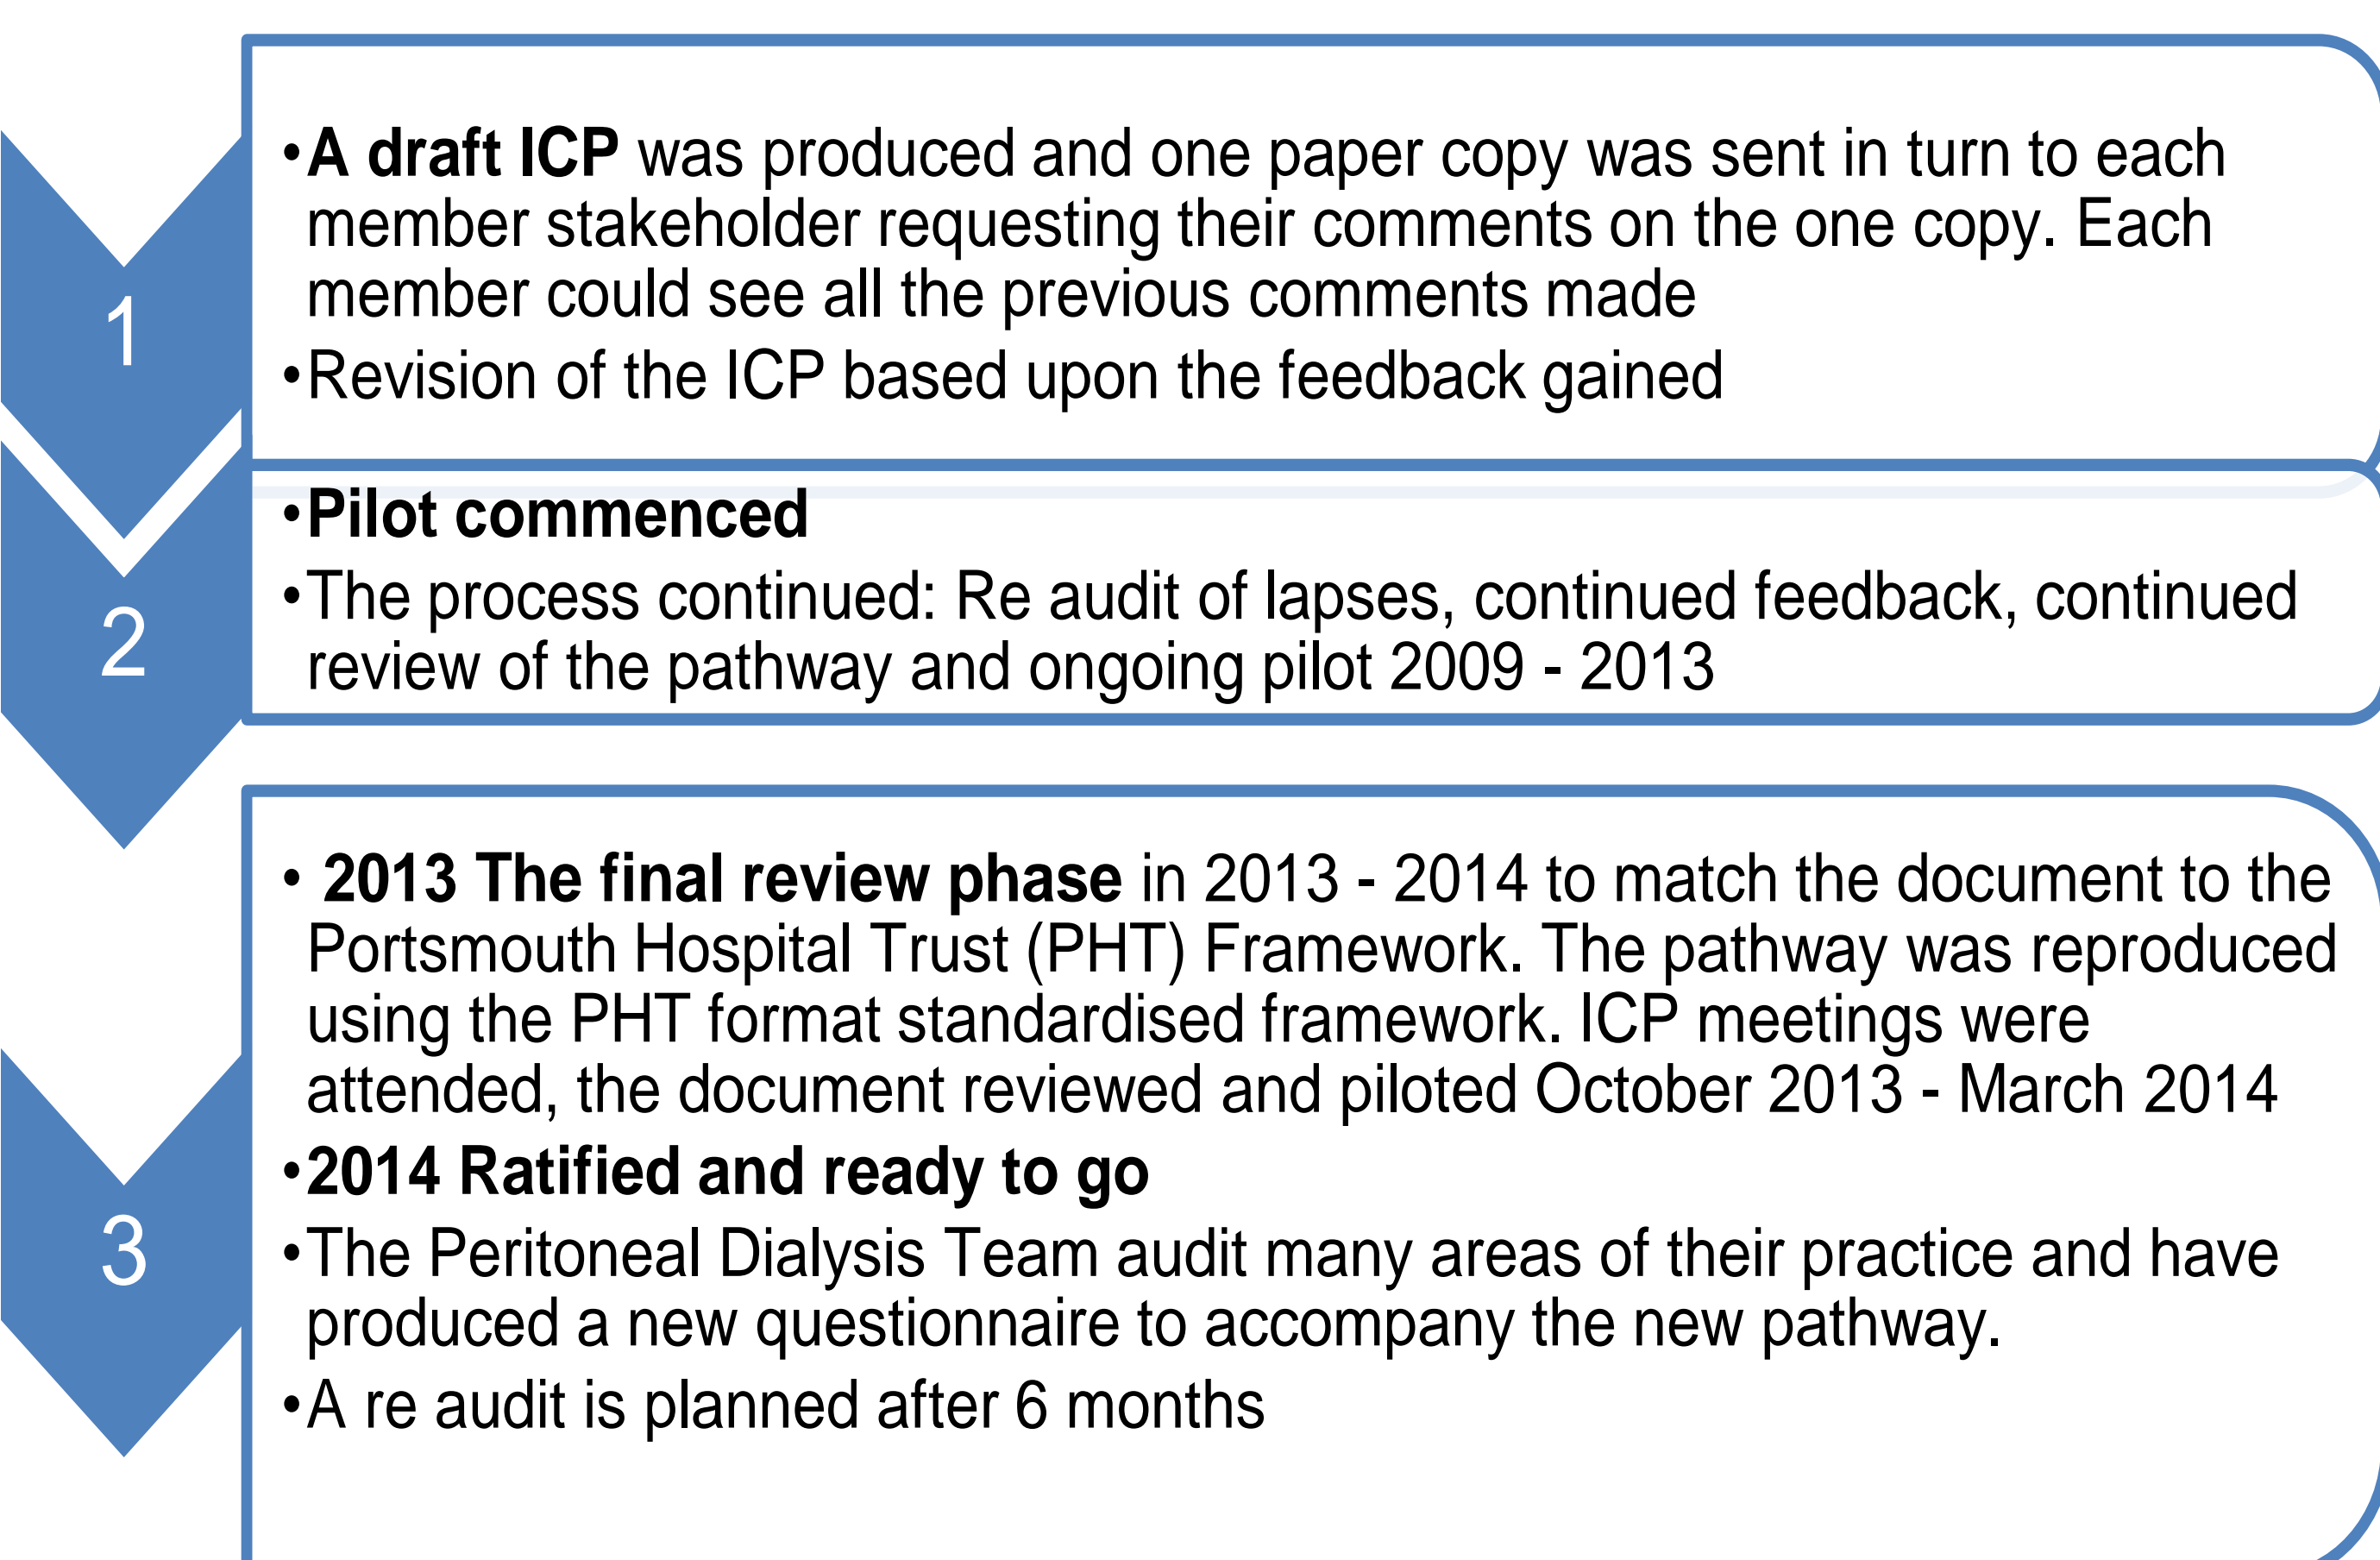 1
•A draft ICP was produced and one paper copy was sent in turn to each
member stakeholder requesting their comments on the one copy. Each
member could see all the previous comments made
•Revision of the ICP based upon the feedback gained
2
•Pilot commenced
•The process continued: Re audit of lapses, continued feedback, continued
review of the pathway and ongoing pilot 2009 - 2013
3
• 2013 The final review phase in 2013 - 2014 to match the document to the
Portsmouth Hospital Trust (PHT) Framework. The pathway was reproduced
using the PHT format standardised framework. ICP meetings were
attended, the document reviewed and piloted October 2013 - March 2014
•2014 Ratified and ready to go
•The Peritoneal Dialysis Team audit many areas of their practice and have
produced a new questionnaire to accompany the new pathway.
•A re audit is planned after 6 months